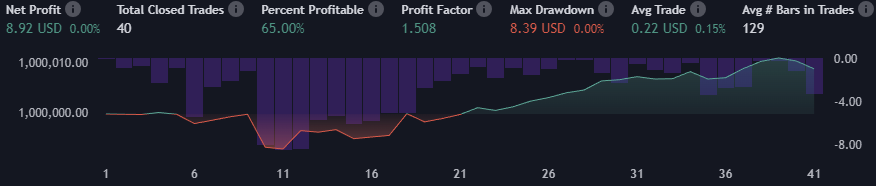 Net Profit Total Closed Trades Percent Profitable Profit Factor Max Drawdown Avg Trade Avg # Bars in Trades
8.92 USD 0.00% 40 65.00% 1.508 8.39 USD 0.00% 0.22 USD 0.15% 129
1,000,010.00 0.00
1,000,000.00 -4.00
-8.00
1 6 11 16 21 26 31 36 41